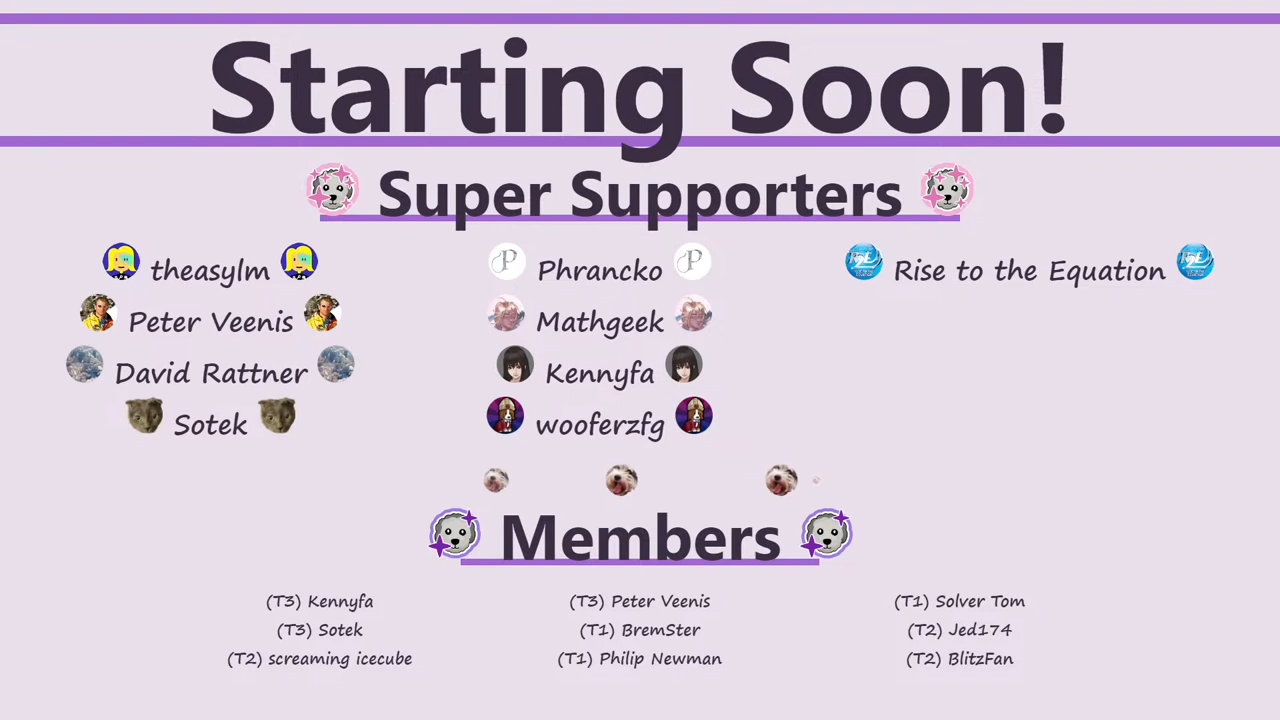 Starting Soon!
Super Supporters
theasylm
Phrancko
Rise to the Equation
Peter Veenis
Mathgeek
David Rattner
Kennyfa
Sotek
wooferzfg
Members
(T3) Kennyfa
(T3) Peter Veenis
(T1) Solver Tom
(T3) Sotek
(T1) BremSter
(T2) Jed174
(T2) screaming icecube
(T1) Philip Newman
(T2) BlitzFan